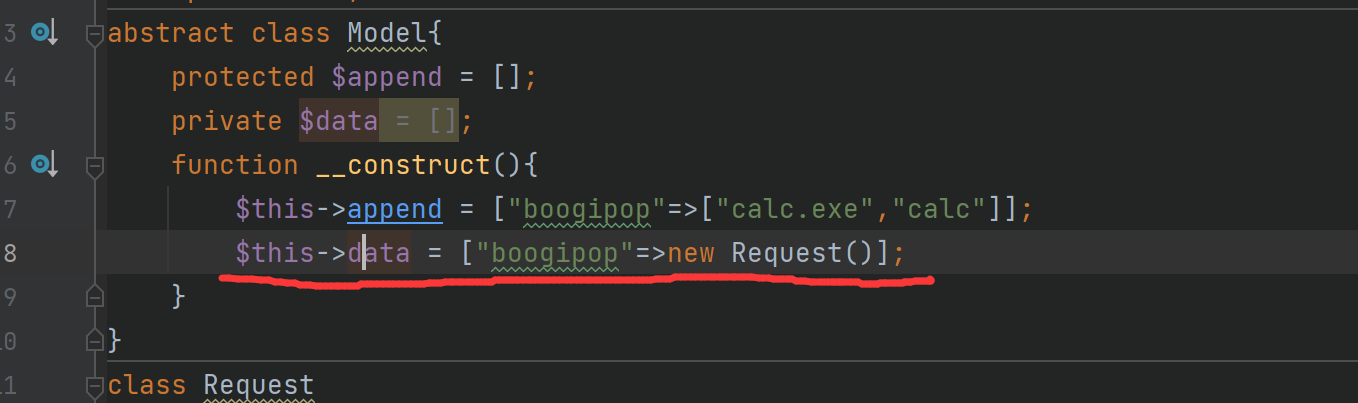 3 abstract class Model{
4 protected $append = [];
5 private $data = [];
6 function __construct(){
7 $this->append = ["boogipop"=>["calc.exe","calc"]];
8 $this->data = ["boogipop"=>new Request()];
9 }
10 }
11 class Request